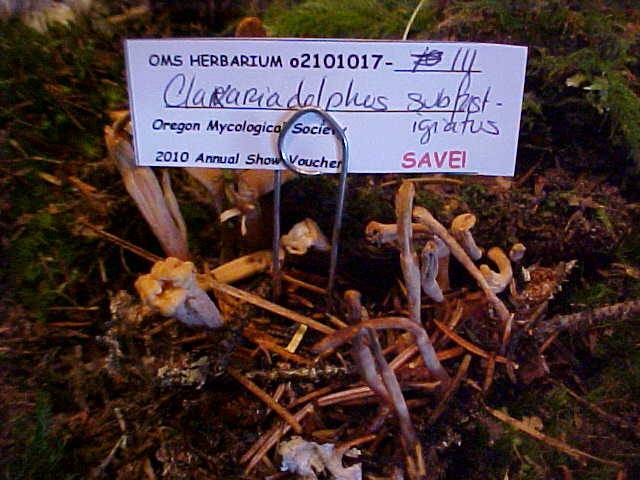 OMS HERBARIUM o2101017- 111
Clavariadelphus subfast-
igiatus
Oregon Mycological Society
2010 Annual Show Voucher SAVE!